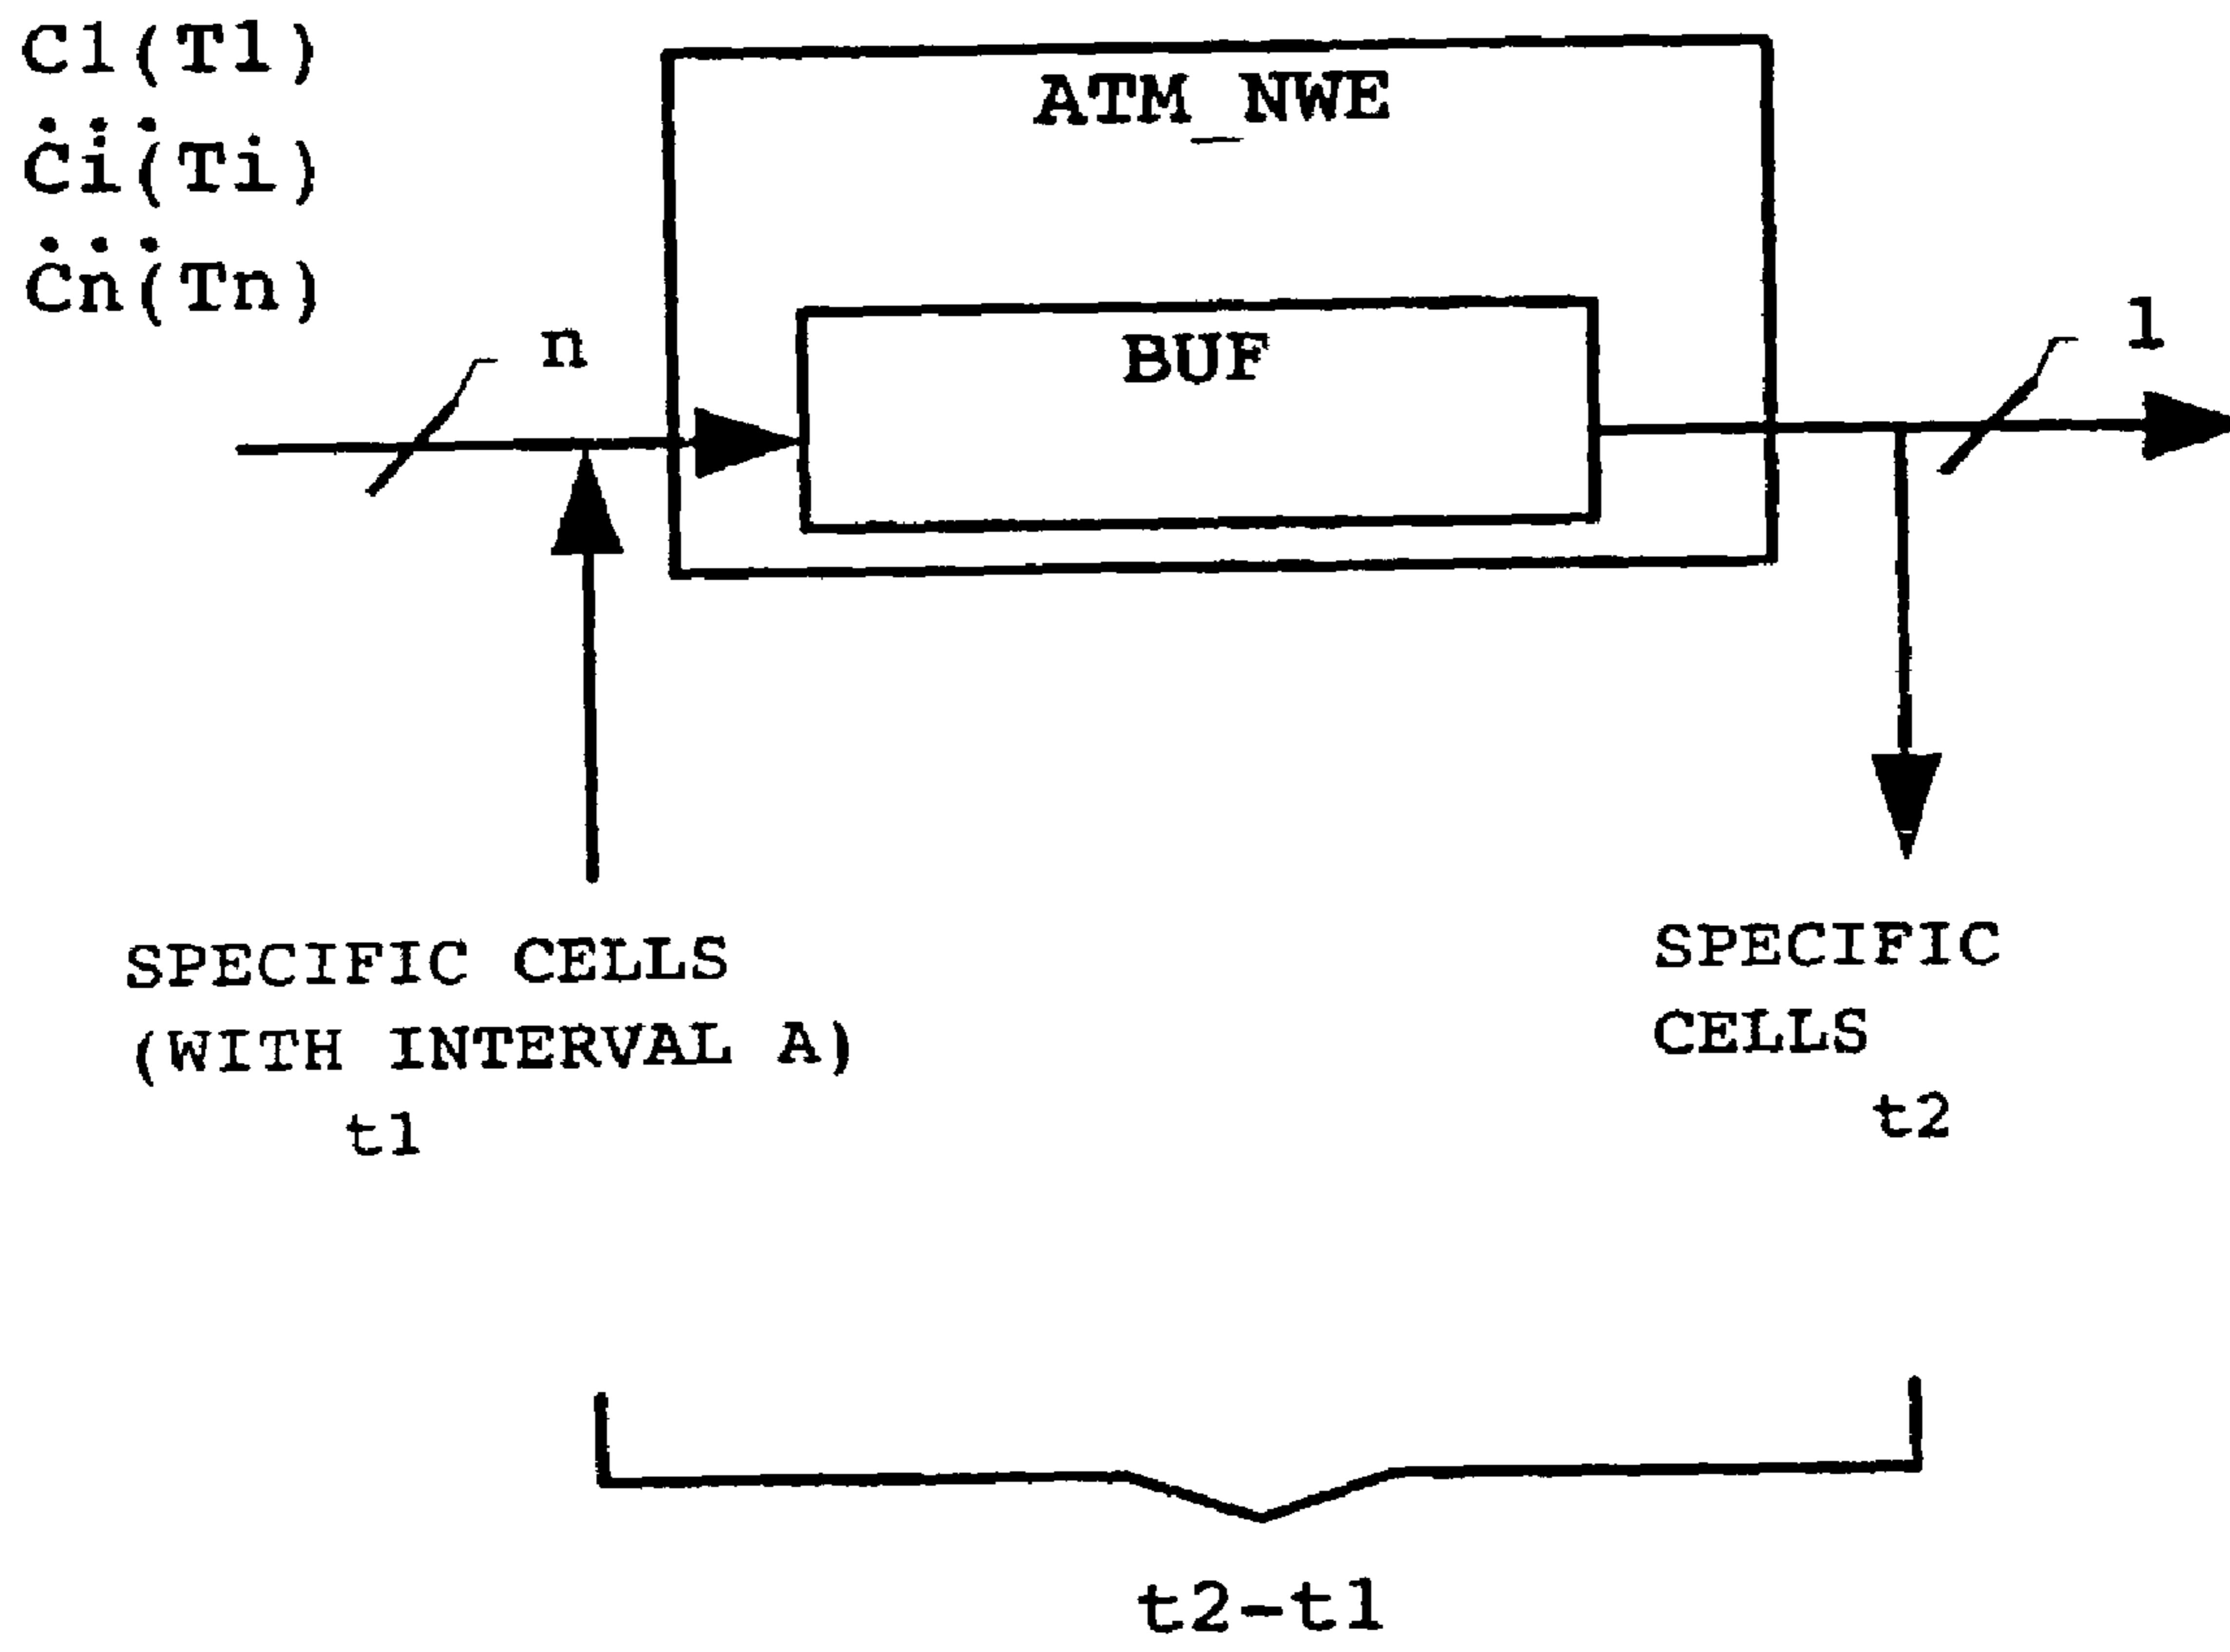 C1(T1)
...
Ci(Ti)
...
Cn(Tn)
ATM_NWE
n
BUF
1
SPECIFIC CELLS
(WITH INTERVAL A)
t1
SPECIFIC
CELLS
t2
t2-t1